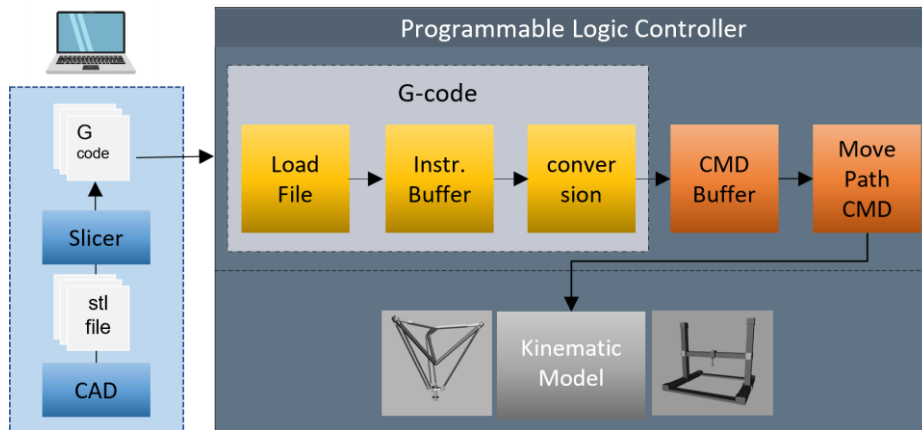 Programmable Logic Controller
G
code
Slicer
stl
file
CAD
G-code
Load
File
Instr.
Buffer
conver
sion
CMD
Buffer
Move
Path
CMD
Kinematic
Model